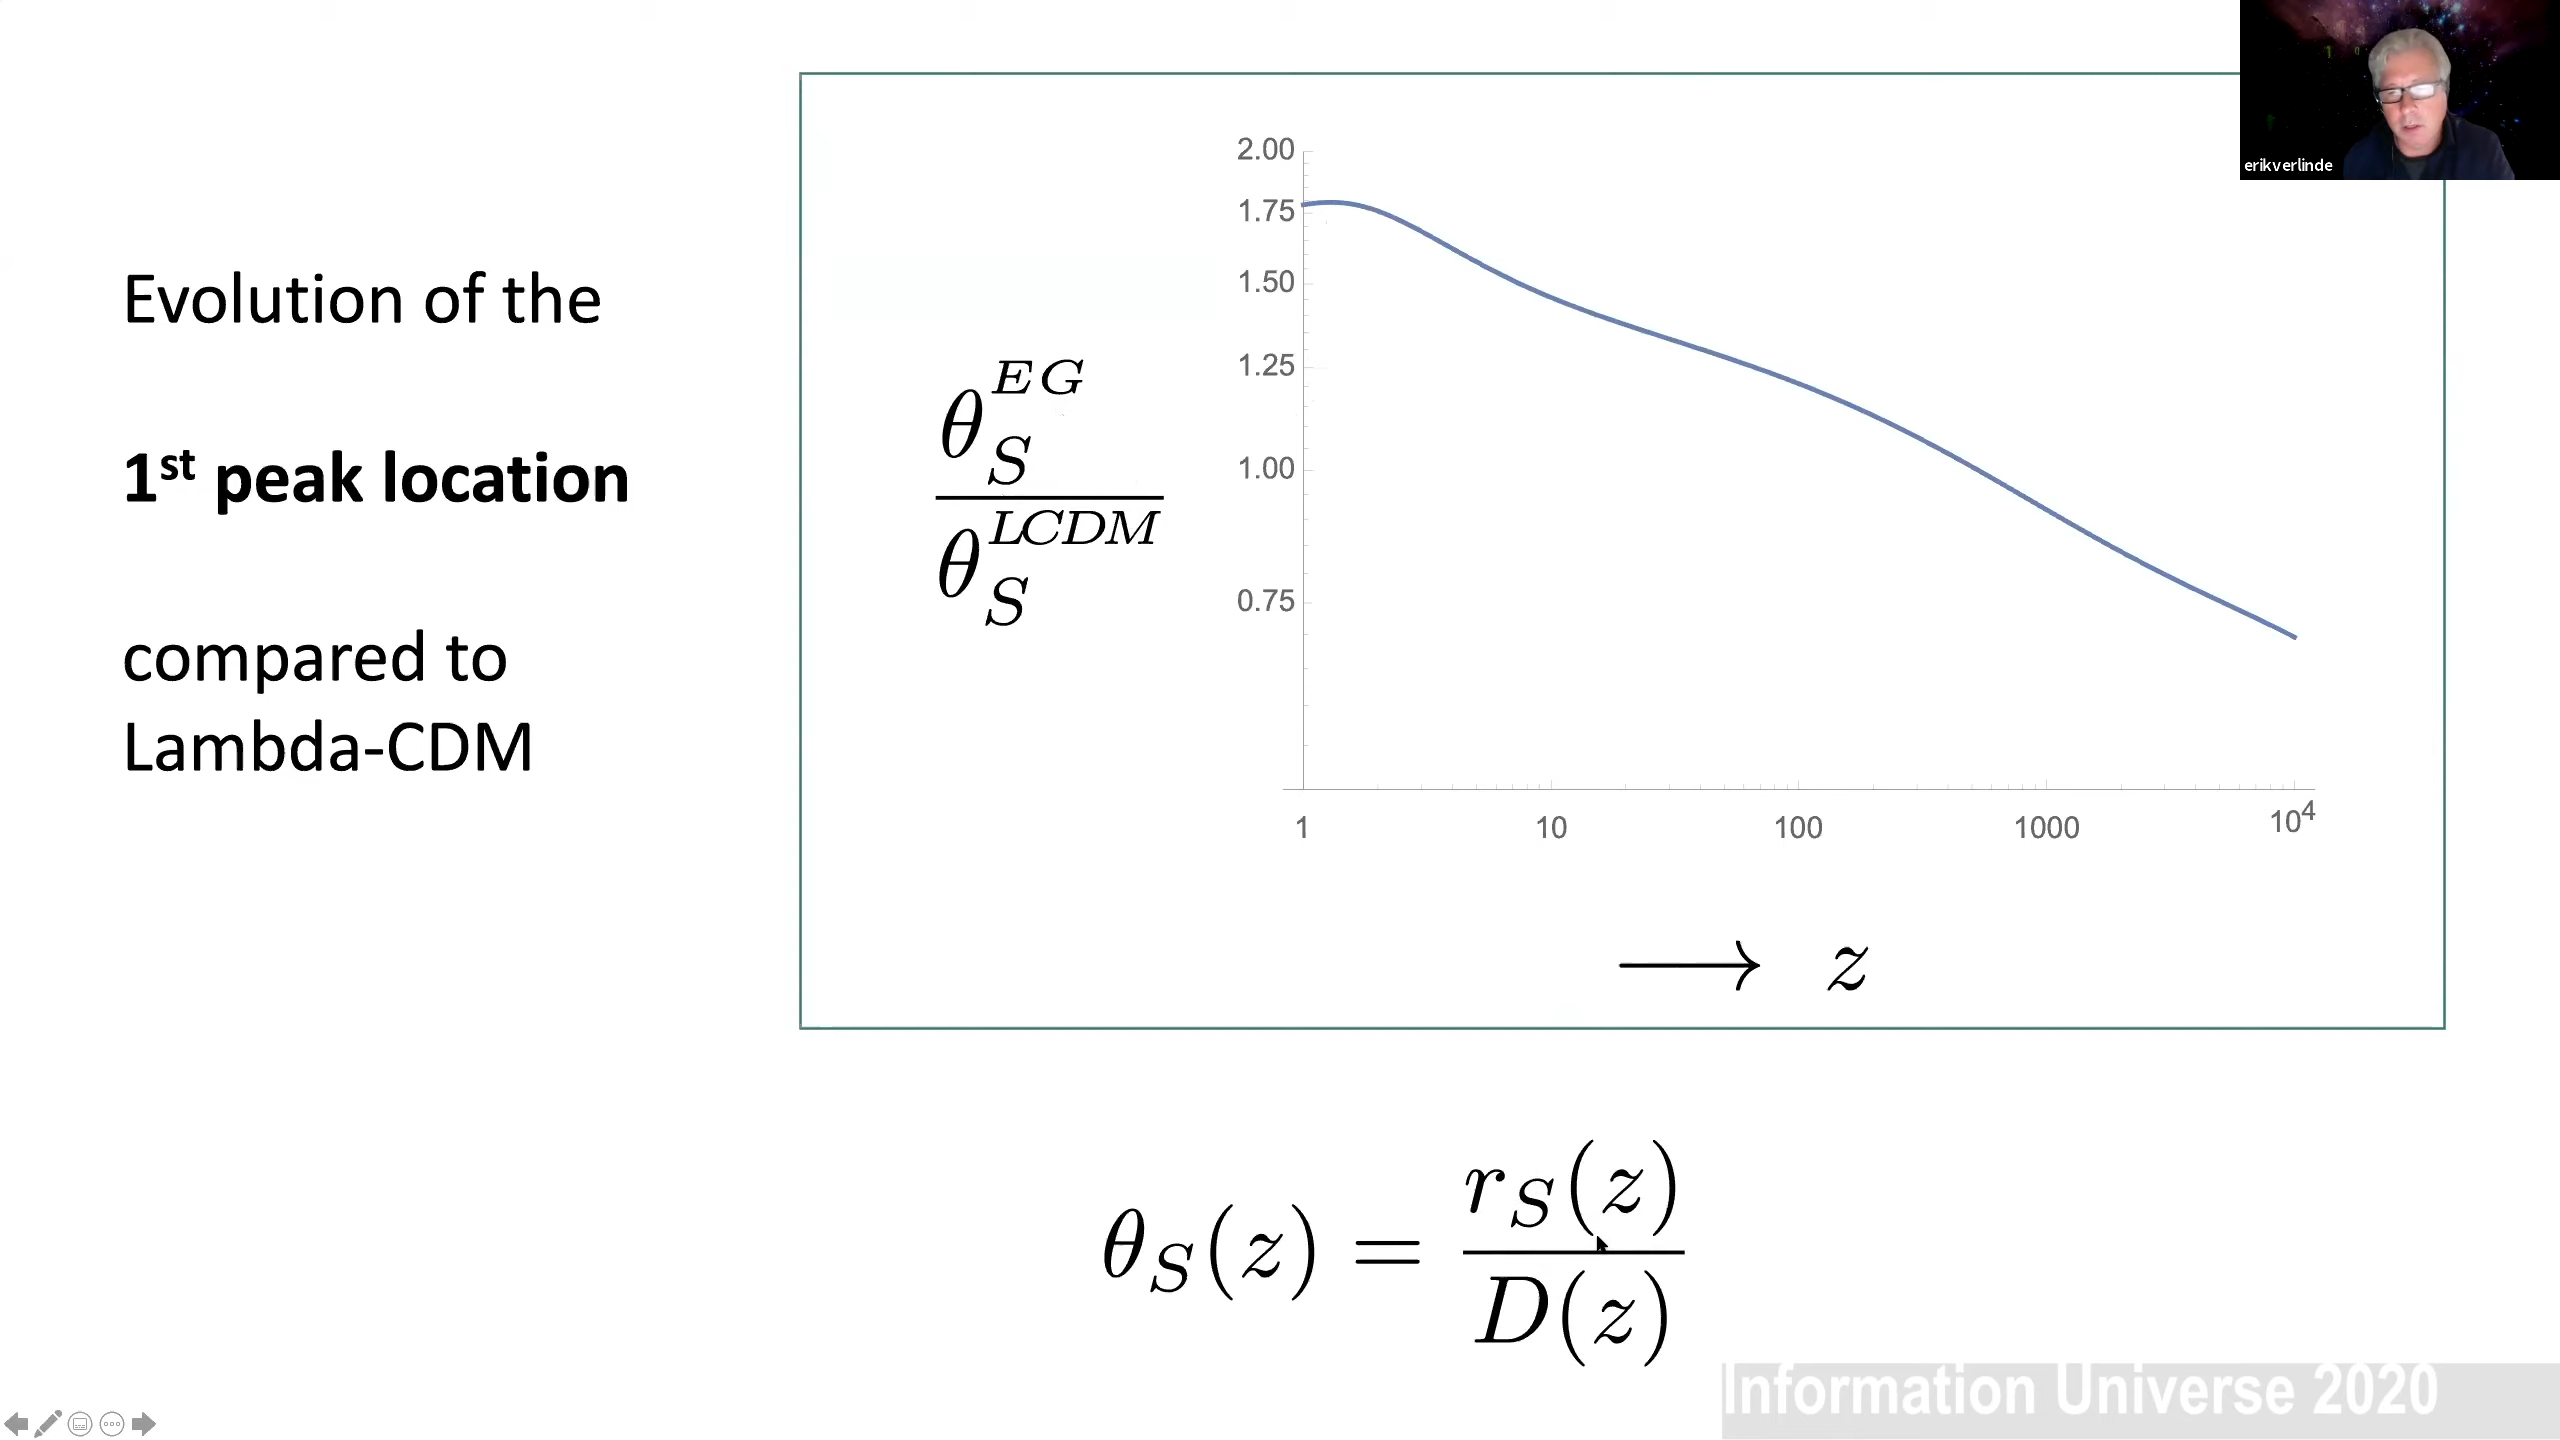 erikverlinde
Evolution of the
1st peak location
compared to
Lambda-CDM
θ_S^{EG} / θ_S^{LCDM}
2.00
1.75
1.50
1.25
1.00
0.75
1 10 100 1000 10^4
⟶ z
θ_S(z) = r_S(z) / D(z)
Information Universe 2020